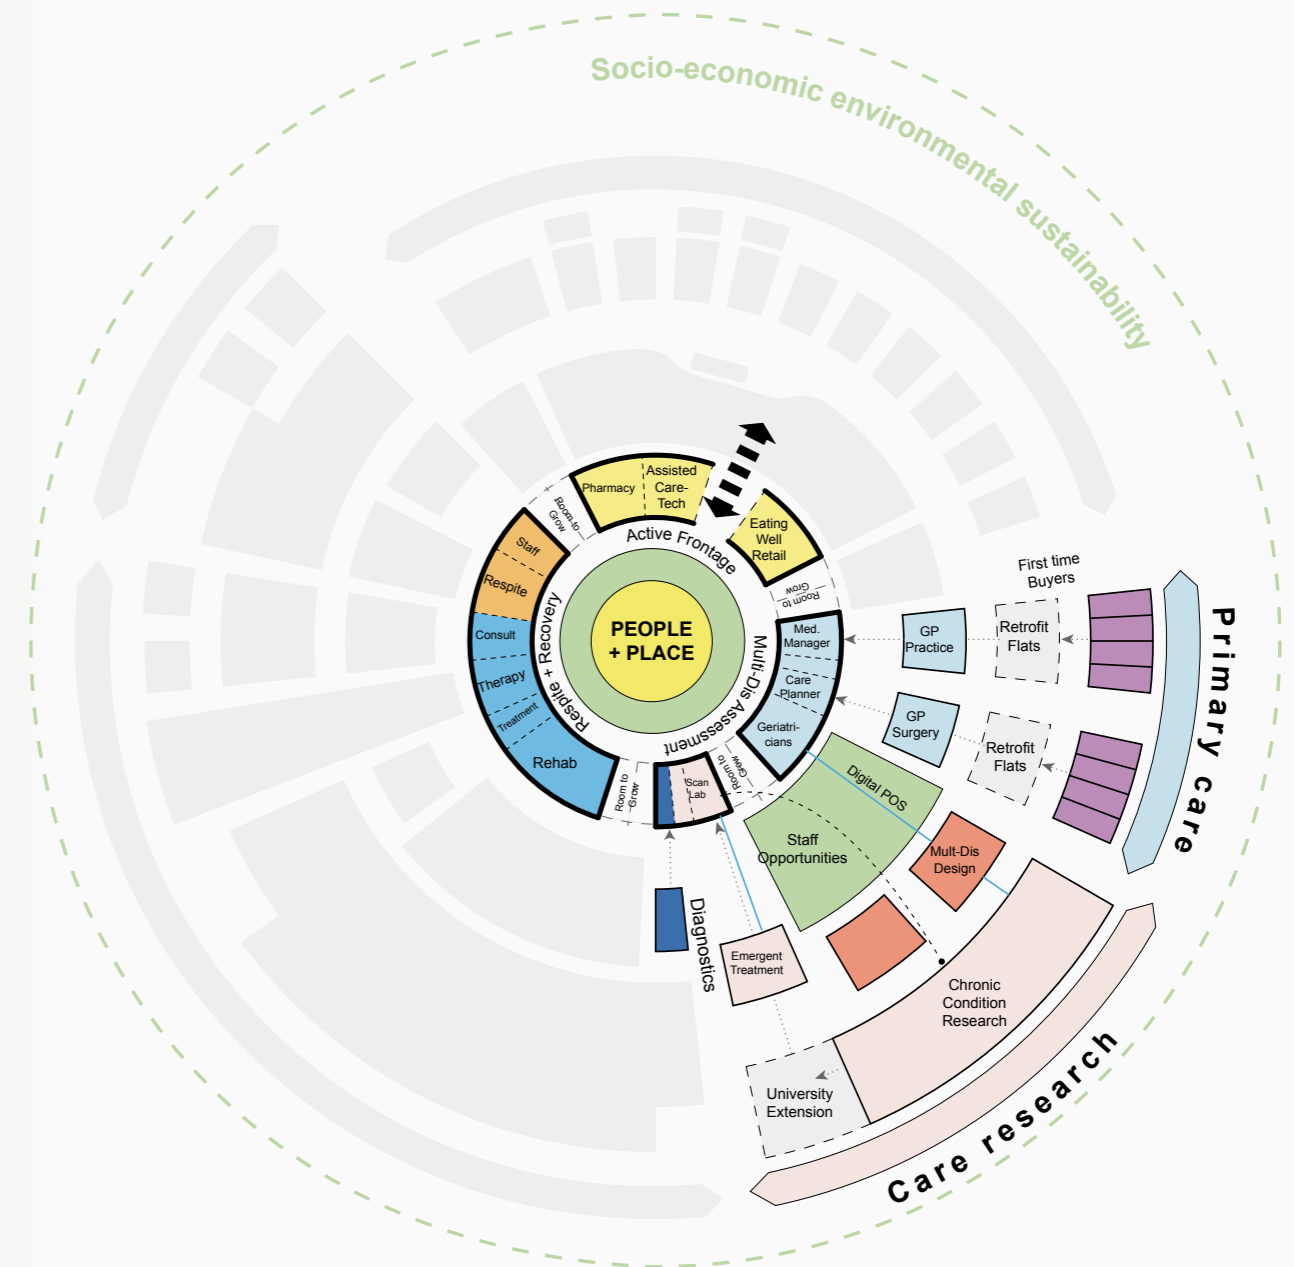 Socio-economic environmental sustainability
Pharmacy
Assisted
Care-
Tech
Eating
Well
Retail
Room to
Grow
Room to
Grow
Active Frontage
Staff
Respite
Consult
Therapy
Treatment
Rehab
Respite + Recovery
PEOPLE
+ PLACE
Multi-Dis Assessment
Med.
Manager
Care
Planner
Geriatri-
cians
Room to
Grow
Room to
Grow
Scan
Lab
First time
Buyers
GP
Practice
Retrofit
Flats
GP
Surgery
Retrofit
Flats
Primary care
Digital POS
Staff
Opportunities
Mult-Dis
Design
Diagnostics
Emergent
Treatment
Chronic
Condition
Research
University
Extension
Care research